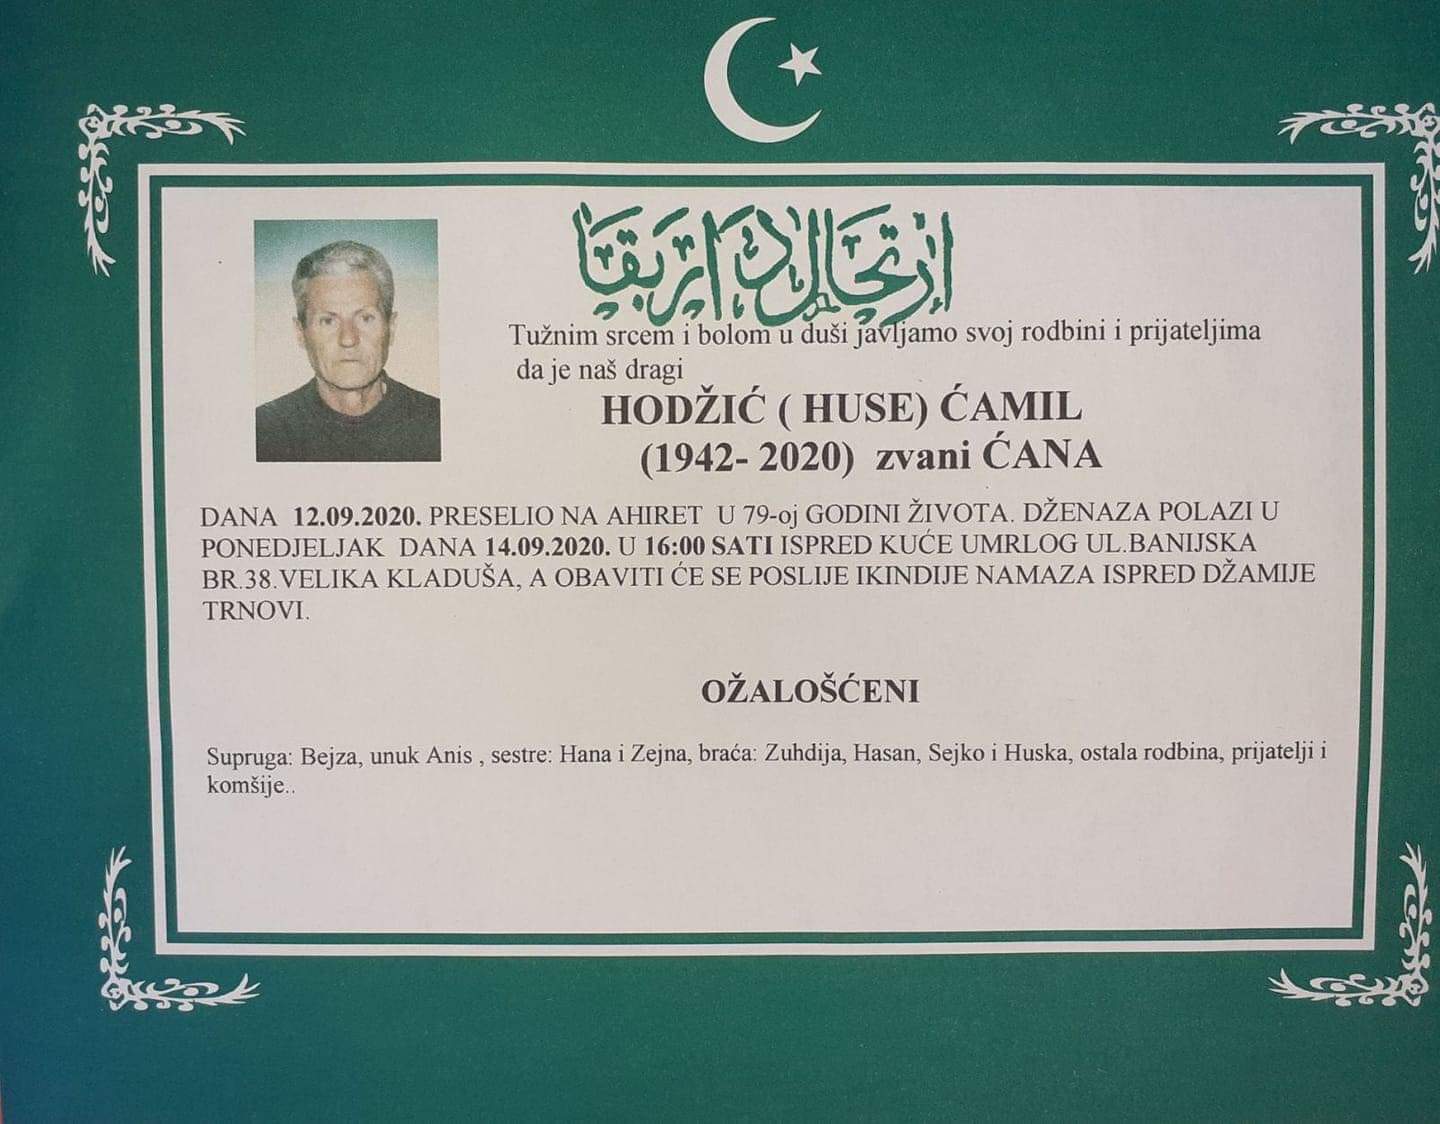 ارتحال دار بقا
Tužnim srcem i bolom u duši javljamo svoj rodbini i prijateljima
da je naš dragi
HODŽIĆ ( HUSE) ĆAMIL
(1942- 2020) zvani ĆANA
DANA 12.09.2020. PRESELIO NA AHIRET U 79-oj GODINI ŽIVOTA. DŽENAZA POLAZI U
PONEDJELJAK DANA 14.09.2020. U 16:00 SATI ISPRED KUĆE UMRLOG UL.BANIJSKA
BR.38.VELIKA KLADUŠA, A OBAVITI ĆE SE POSLIJE IKINDIJE NAMAZA ISPRED DŽAMIJE
TRNOVI.
OŽALOŠĆENI
Supruga: Bejza, unuk Anis , sestre: Hana i Zejna, braća: Zuhdija, Hasan, Sejko i Huska, ostala rodbina, prijatelji i
komšije..